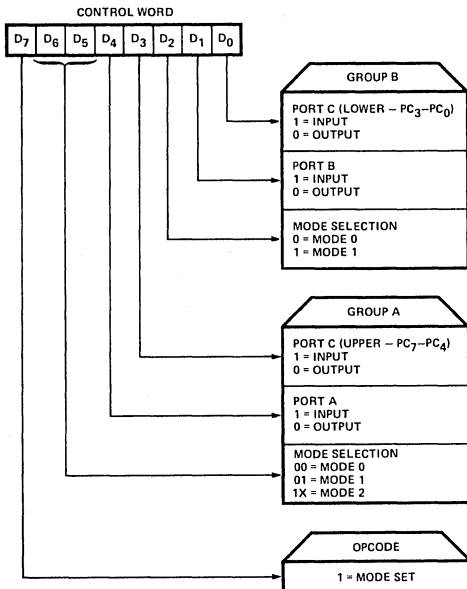 CONTROL WORD
D7 D6 D5 D4 D3 D2 D1 D0
GROUP B
PORT C (LOWER – PC3–PC0)
1 = INPUT
0 = OUTPUT
PORT B
1 = INPUT
0 = OUTPUT
MODE SELECTION
0 = MODE 0
1 = MODE 1
GROUP A
PORT C (UPPER – PC7–PC4)
1 = INPUT
0 = OUTPUT
PORT A
1 = INPUT
0 = OUTPUT
MODE SELECTION
00 = MODE 0
01 = MODE 1
1X = MODE 2
OPCODE
1 = MODE SET